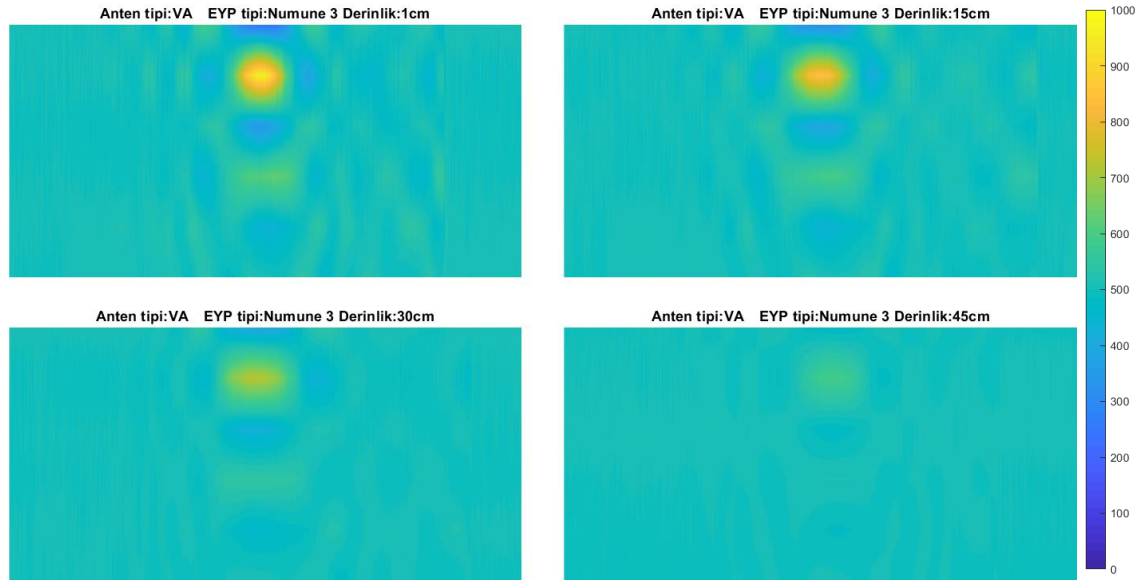 Anten tipi:VA EYP tipi:Numune 3 Derinlik:1cm
Anten tipi:VA EYP tipi:Numune 3 Derinlik:15cm
Anten tipi:VA EYP tipi:Numune 3 Derinlik:30cm
Anten tipi:VA EYP tipi:Numune 3 Derinlik:45cm
1000
900
800
700
600
500
400
300
200
100
0